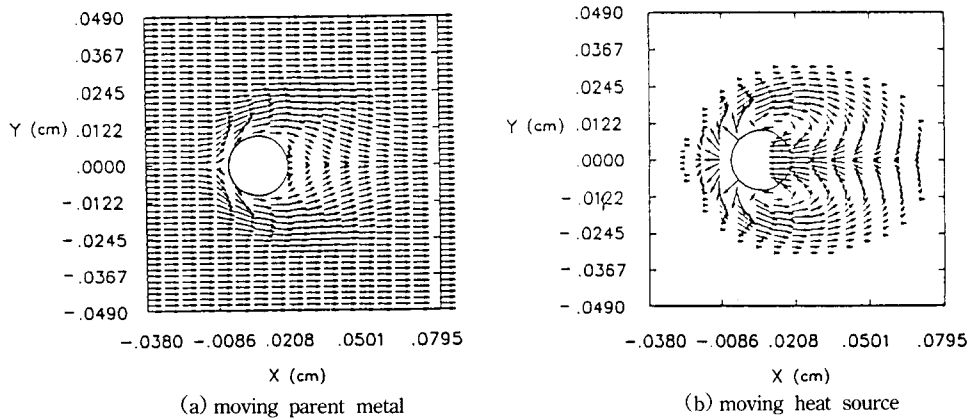 .0490
.0367
.0245
.0122
Y (cm)
.0000
-.0122
-.0245
-.0367
-.0490
-.0380 -.0086 .0208 .0501 .0795
X (cm)
(a) moving parent metal
.0490
.0367
.0245
.0122
Y (cm)
.0000
-.0122
-.0245
-.0367
-.0490
-.0380 -.0086 .0208 .0501 .0795
X (cm)
(b) moving heat source